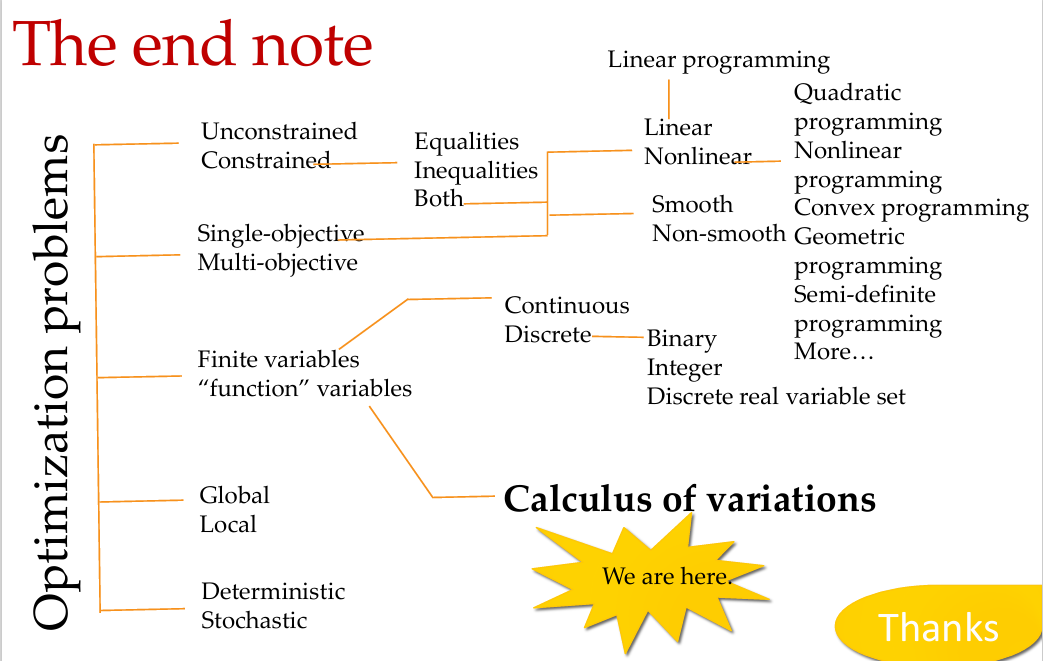 The end note
Optimization problems
Unconstrained
Constrained
Equalities
Inequalities
Both
Linear programming
Linear
Nonlinear
Quadratic
programming
Nonlinear
programming
Convex programming
Geometric
programming
Semi-definite
programming
More…
Smooth
Non-smooth
Single-objective
Multi-objective
Finite variables
“function” variables
Continuous
Discrete
Binary
Integer
Discrete real variable set
Calculus of variations
We are here.
Global
Local
Deterministic
Stochastic
Thanks